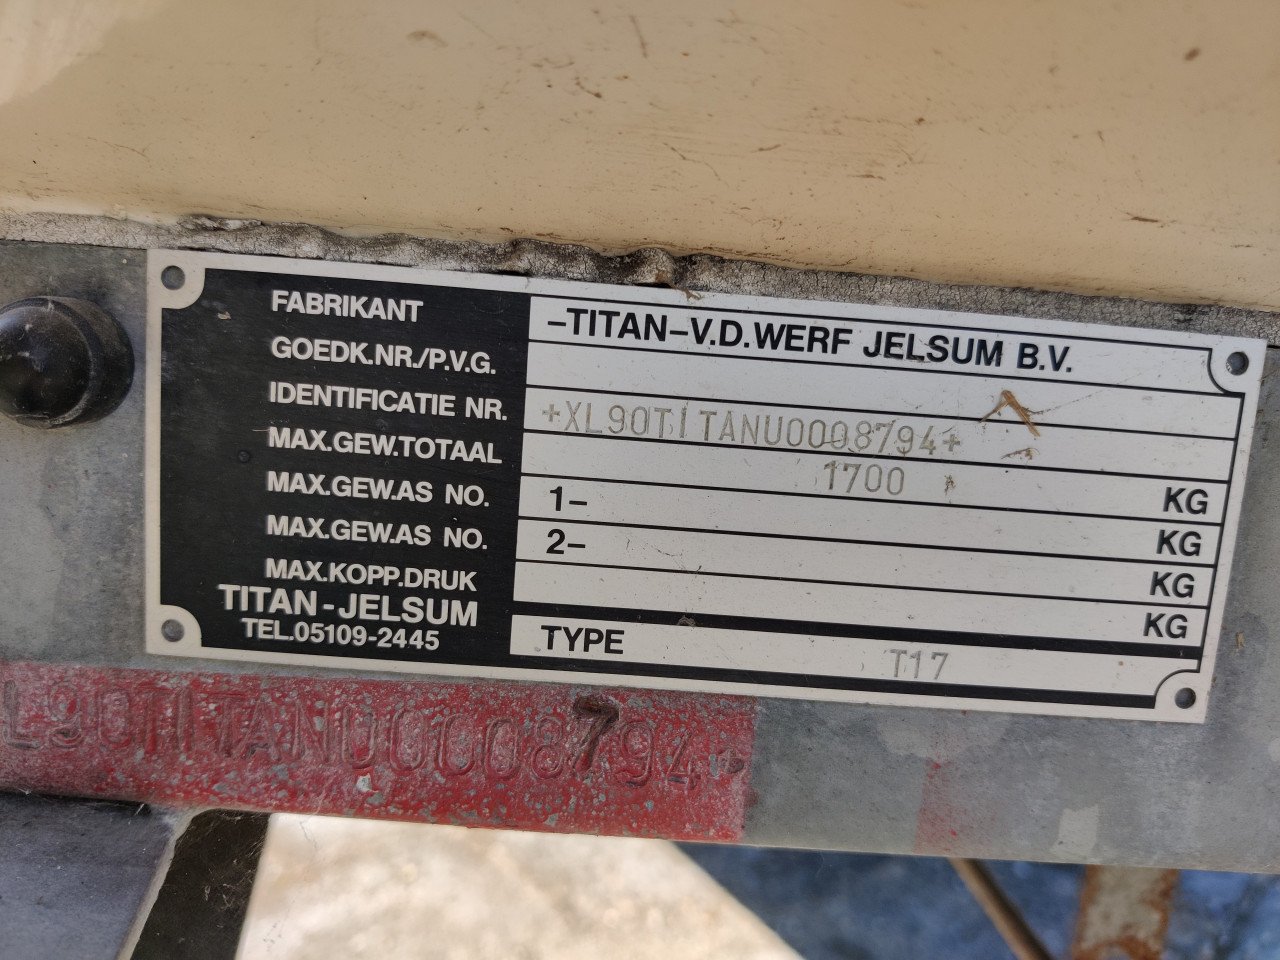 FABRIKANT -TITAN-V.D.WERF JELSUM B.V.
GOEDK.NR./P.V.G.
IDENTIFICATIE NR. +XL90TITANU0008794+
MAX.GEW.TOTAAL 1700 KG
MAX.GEW.AS NO. 1- KG
MAX.GEW.AS NO. 2- KG
MAX.KOPP.DRUK KG
TITAN-JELSUM TYPE T17
TEL.05109-2445
L90TITANU0008794+